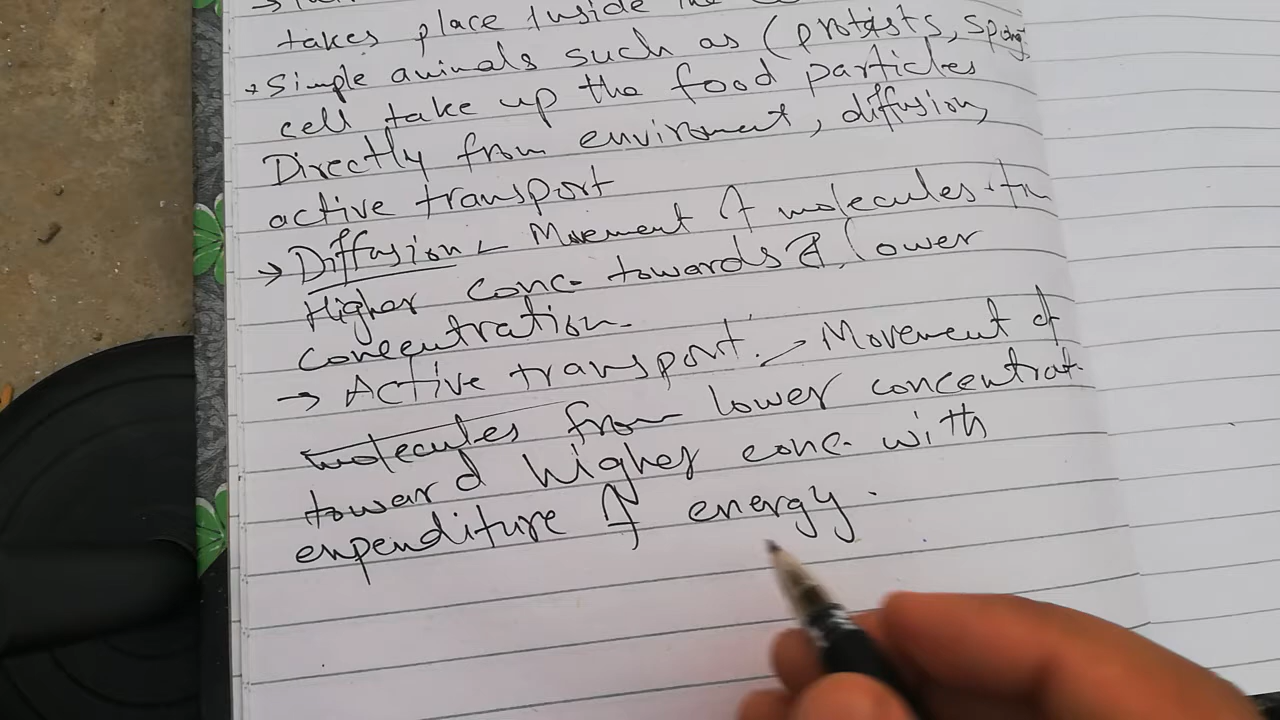 takes place inside the
Simple animals such as (protists, spong
cell take up the food particles
Directly from envirnment, diffusion,
active transport
→ Diffusion - Movement of molecules
Higher conc- towards lower
concentration.
→ Active transport. - Movement of
molecules from lower concentrat-
toward higher conc- with
expenditure of energy.